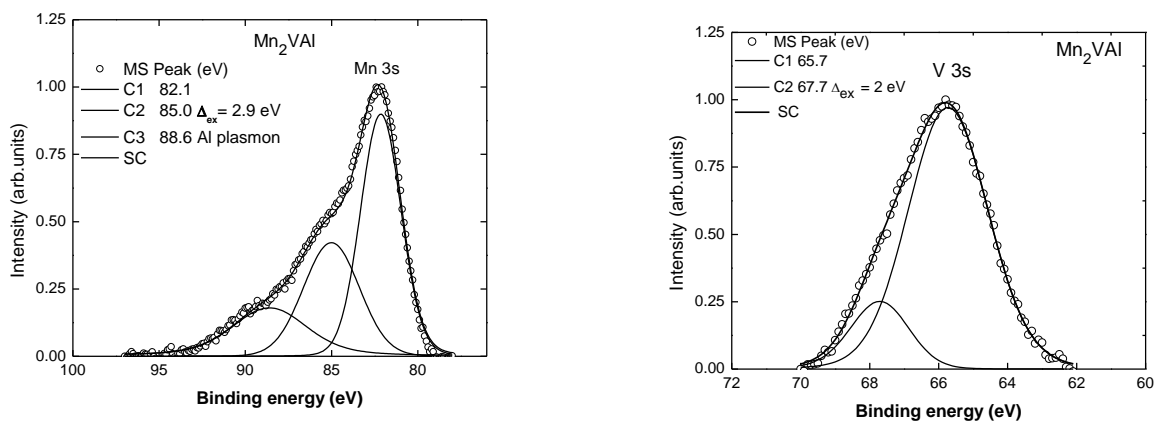 1.25
1.00
0.75
0.50
0.25
0.00
Intensity (arb.units)
Mn2VAl
MS Peak (eV)
C1 82.1
C2 85.0 Δex= 2.9 eV
C3 88.6 Al plasmon
SC
Mn 3s
100 95 90 85 80
Binding energy (eV)
1.25
1.00
0.75
0.50
0.25
0.00
Intensity (arb.units)
MS Peak (eV)
C1 65.7
C2 67.7 Δex = 2 eV
SC
Mn2VAl
V 3s
72 70 68 66 64 62 60
Binding energy (eV)